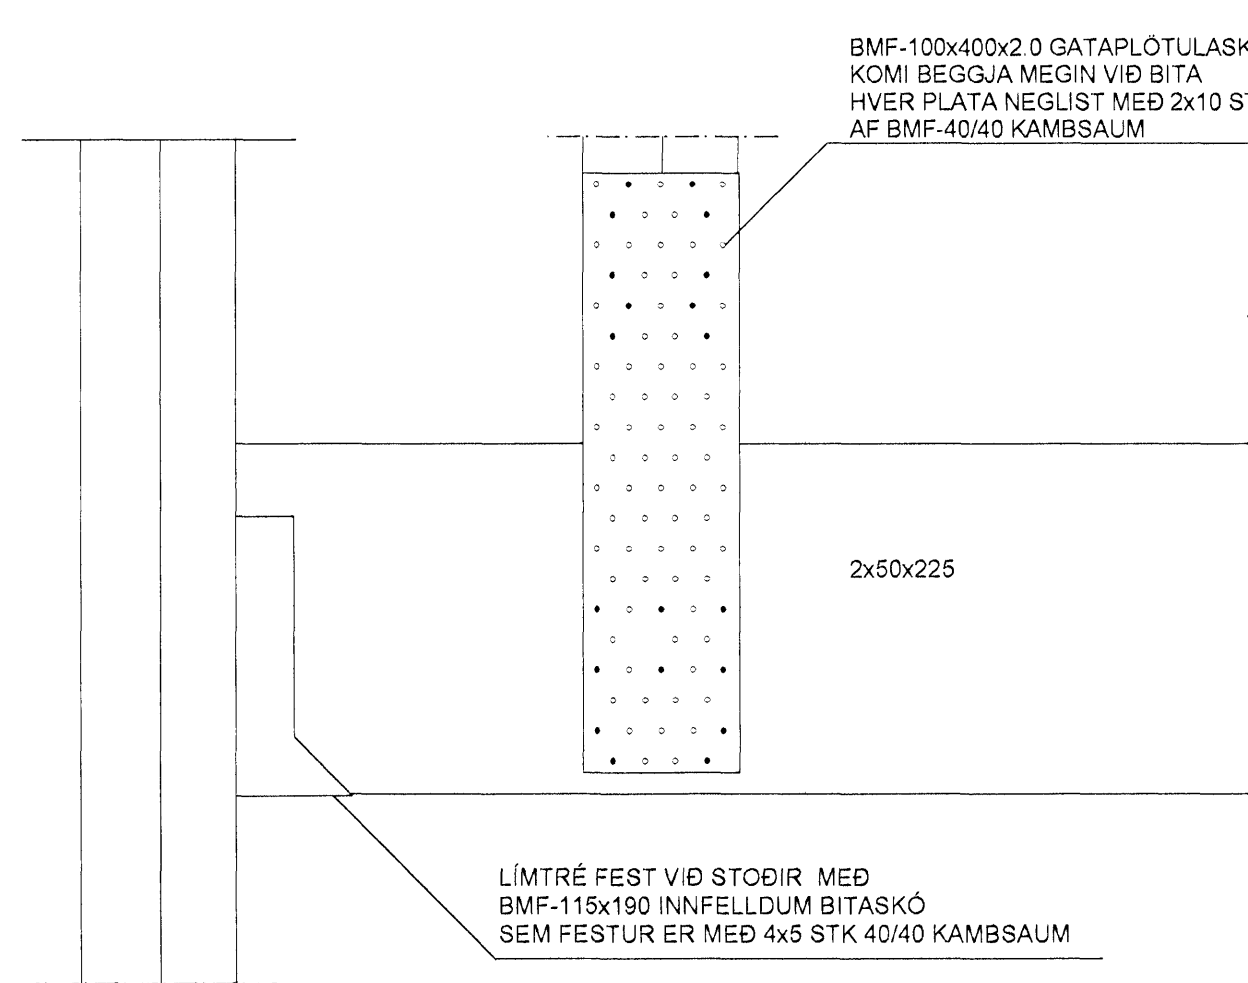 BMF-100x400x2.0 GATAPLÖTULASK
KOMI BEGGJA MEGIN VIÐ BITA
HVER PLATA NEGLIST MEÐ 2x10 ST
AF BMF-40/40 KAMBSAUM
2x50x225
LÍMTRÉ FEST VIÐ STOÐIR MEÐ
BMF-115x190 INNFELLDUM BITASKÓ
SEM FESTUR ER MEÐ 4x5 STK 40/40 KAMBSAUM